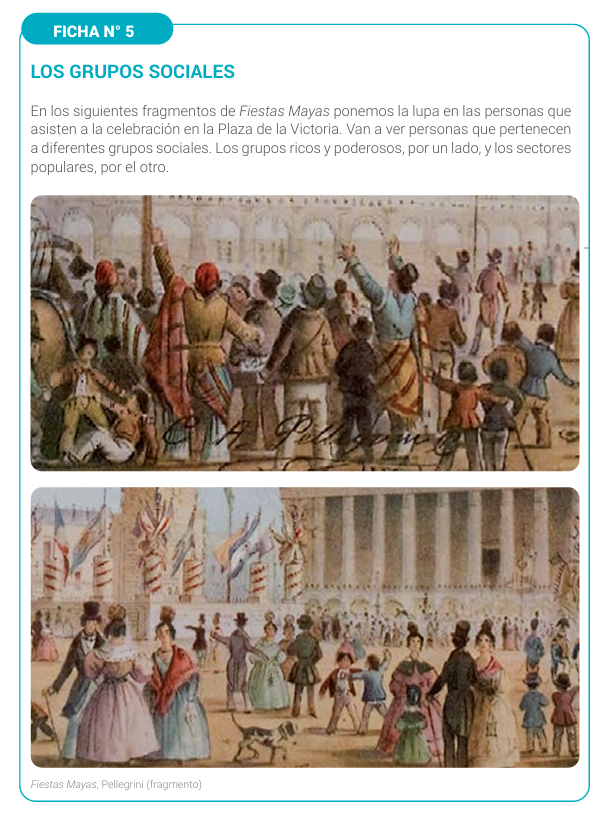 FICHA N° 5
LOS GRUPOS SOCIALES
En los siguientes fragmentos de Fiestas Mayas ponemos la lupa en las personas que
asisten a la celebración en la Plaza de la Victoria. Van a ver personas que pertenecen
a diferentes grupos sociales. Los grupos ricos y poderosos, por un lado, y los sectores
populares, por el otro.
C. H. Pellegrini
Fiestas Mayas, Pellegrini (fragmento)